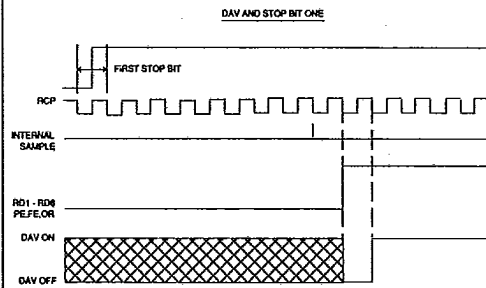 DAV AND STOP BIT ONE
FIRST STOP BIT
RCP
INTERNAL
SAMPLE
RD1 - RD8
PE,FE,OR
DAV ON
DAV OFF